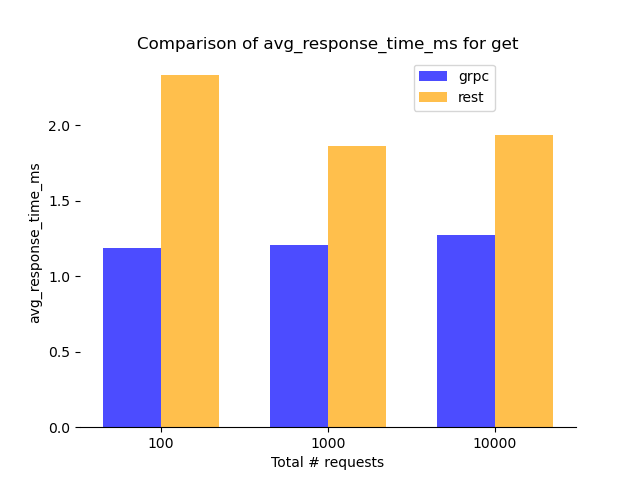 Comparison of avg_response_time_ms for get
grpc
rest
avg_response_time_ms
2.0
1.5
1.0
0.5
0.0
100
1000
10000
Total # requests